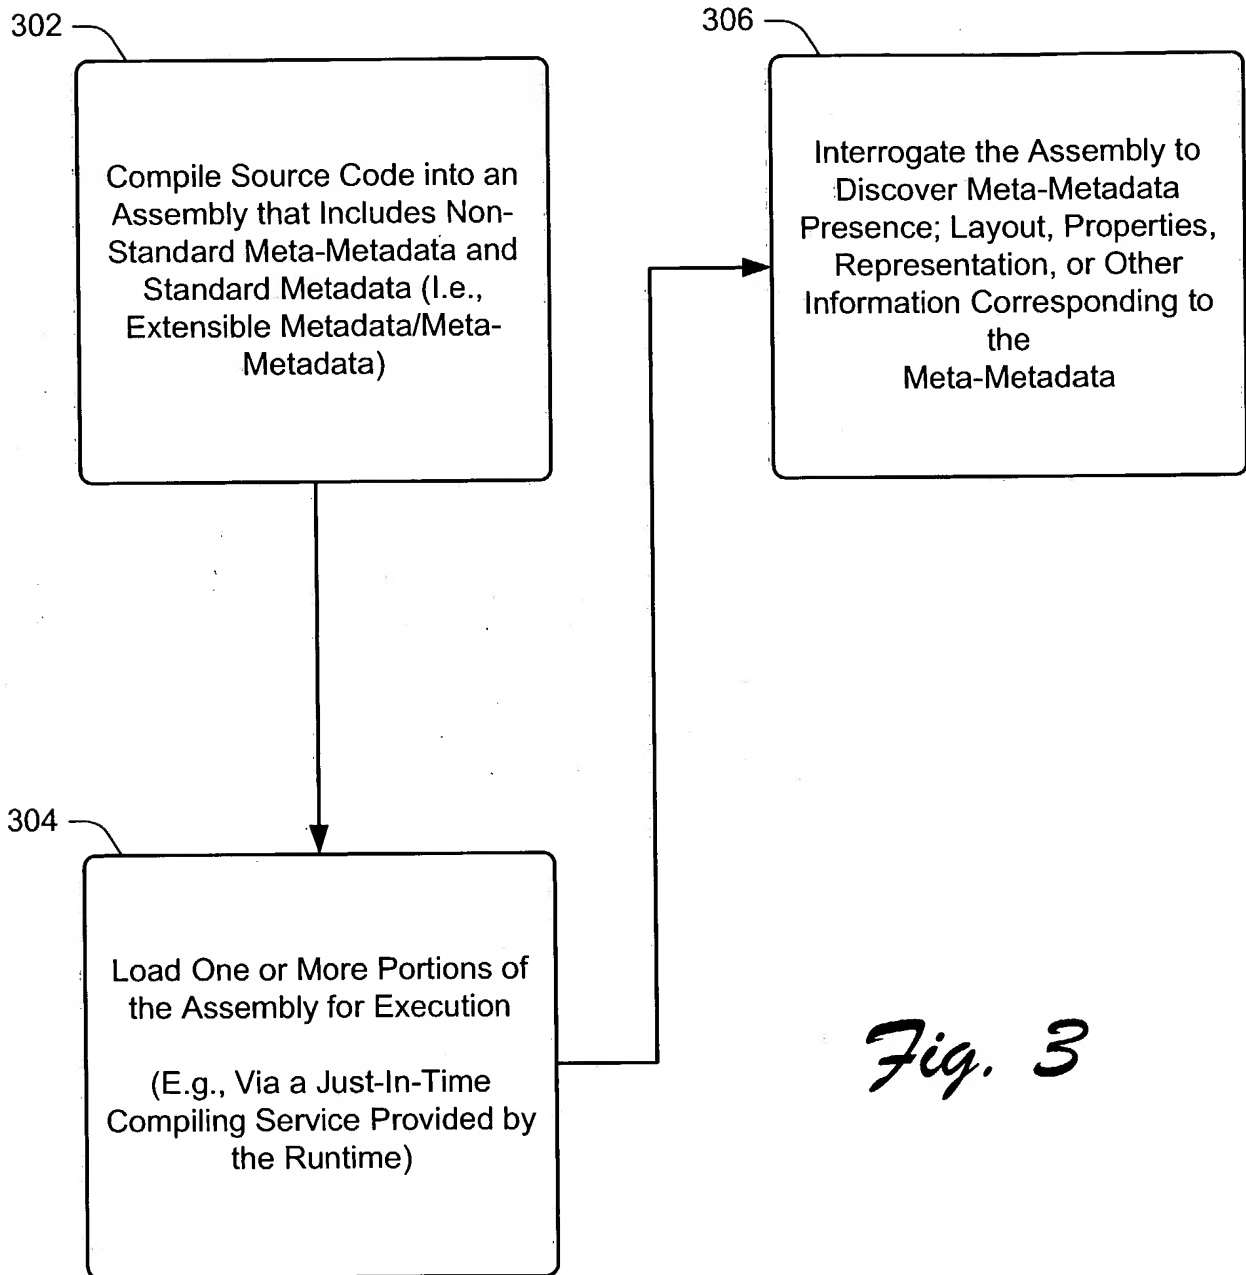 302
Compile Source Code into an
Assembly that Includes Non-
Standard Meta-Metadata and
Standard Metadata (I.e.,
Extensible Metadata/Meta-
Metadata)
304
Load One or More Portions of
the Assembly for Execution
(E.g., Via a Just-In-Time
Compiling Service Provided by
the Runtime)
306
Interrogate the Assembly to
Discover Meta-Metadata
Presence; Layout, Properties,
Representation, or Other
Information Corresponding to
the
Meta-Metadata
Fig. 3